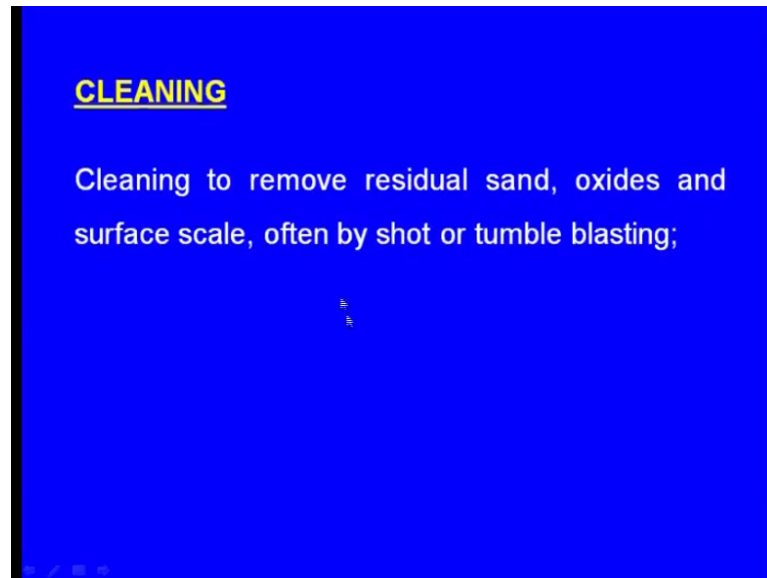 CLEANING
Cleaning to remove residual sand, oxides and
surface scale, often by shot or tumble blasting;